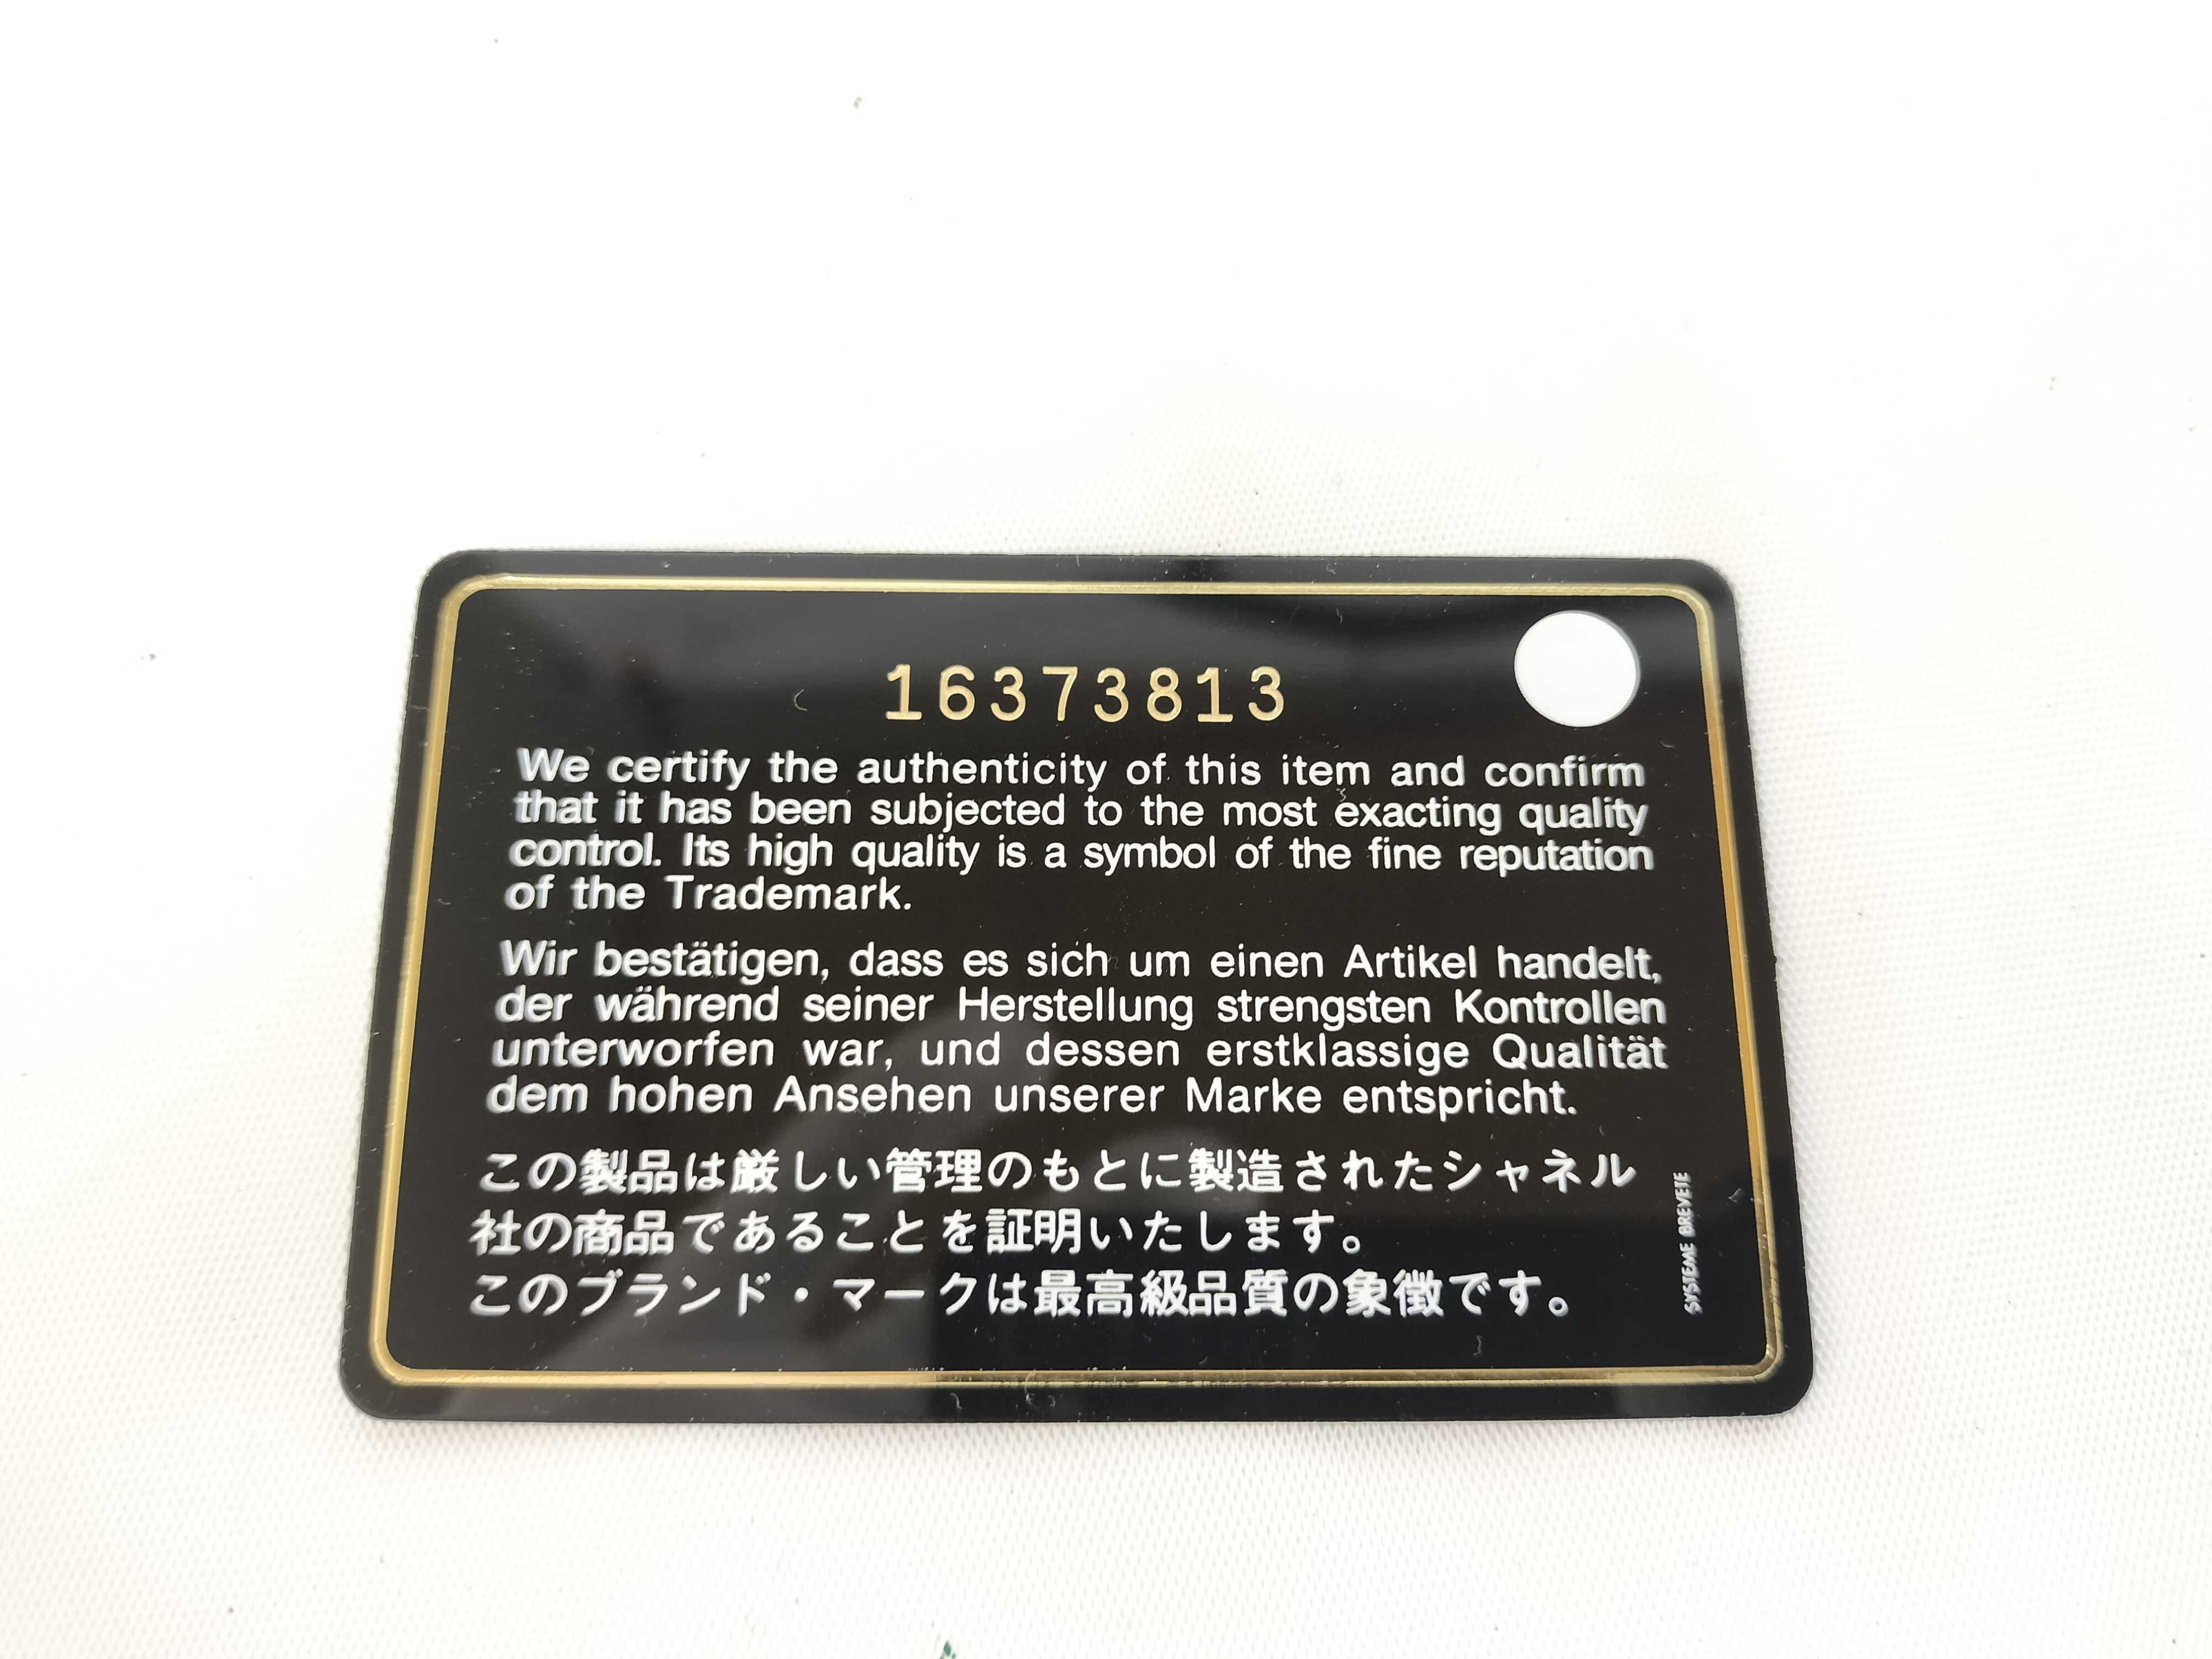 16373813
We certify the authenticity of this item and confirm
that it has been subjected to the most exacting quality
control. Its high quality is a symbol of the fine reputation
of the Trademark.
Wir bestätigen, dass es sich um einen Artikel handelt,
der während seiner Herstellung strengsten Kontrollen
unterworfen war, und dessen erstklassige Qualität
dem hohen Ansehen unserer Marke entspricht.
この製品は厳しい管理のもとに製造されたシャネル
社の商品であることを証明いたします。
このブランド・マークは最高級品質の象徴です。
SYSTEME BREVETE